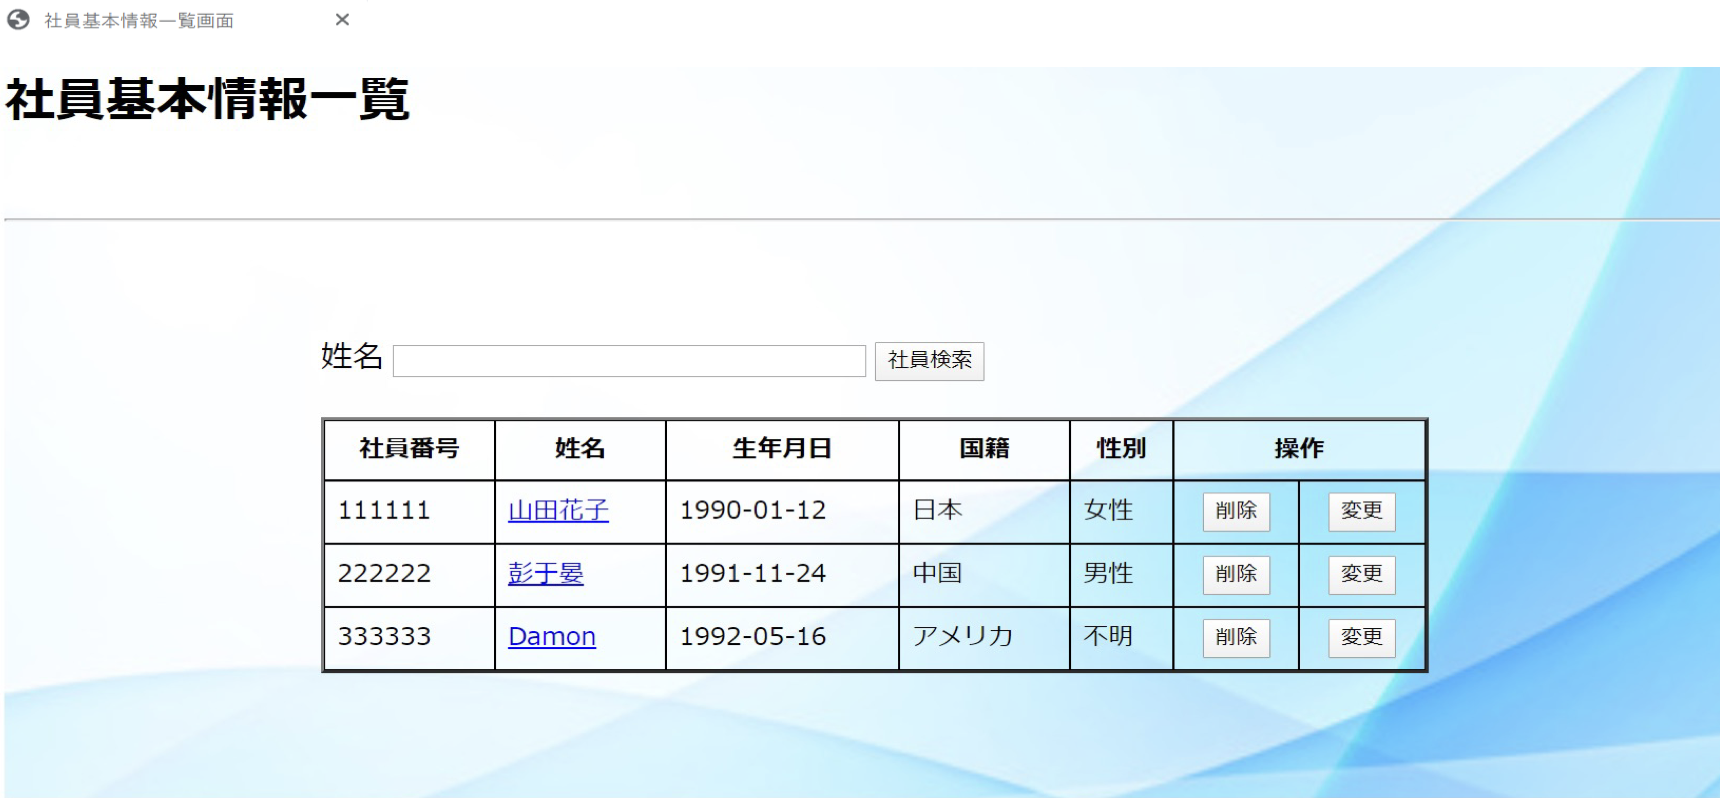 社員基本情報一覧画面
社員基本情報一覧
姓名 社員検索
社員番号 姓名 生年月日 国籍 性別 操作
111111 山田花子 1990-01-12 日本 女性 削除 変更
222222 彭于晏 1991-11-24 中国 男性 削除 変更
333333 Damon 1992-05-16 アメリカ 不明 削除 変更